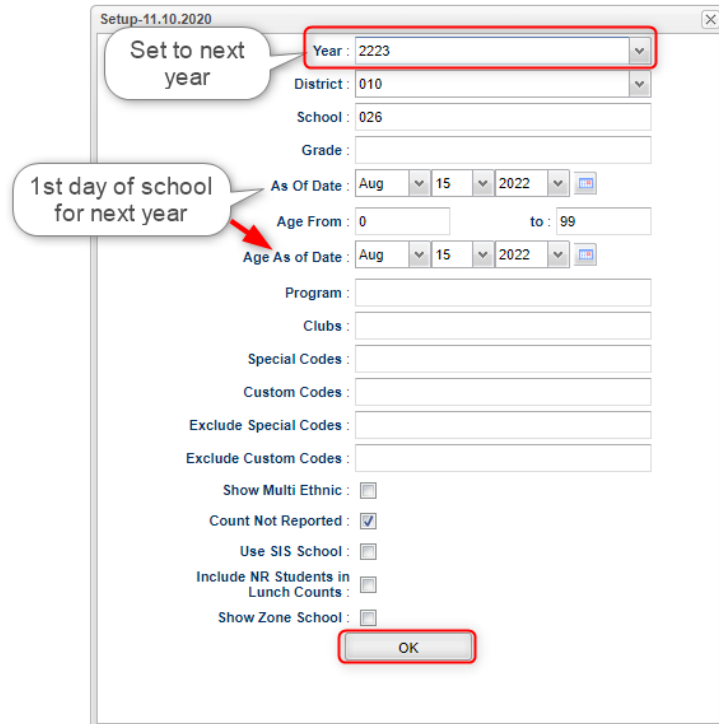 Setup-11.10.2020
Set to next
year
Year : 2223
District : 010
School : 026
Grade :
1st day of school
for next year
As Of Date : Aug 15 2022
Age From : 0 to : 99
Age As of Date : Aug 15 2022
Program :
Clubs :
Special Codes :
Custom Codes :
Exclude Special Codes :
Exclude Custom Codes :
Show Multi Ethnic :
Count Not Reported :
Use SIS School :
Include NR Students in
Lunch Counts :
Show Zone School :
OK